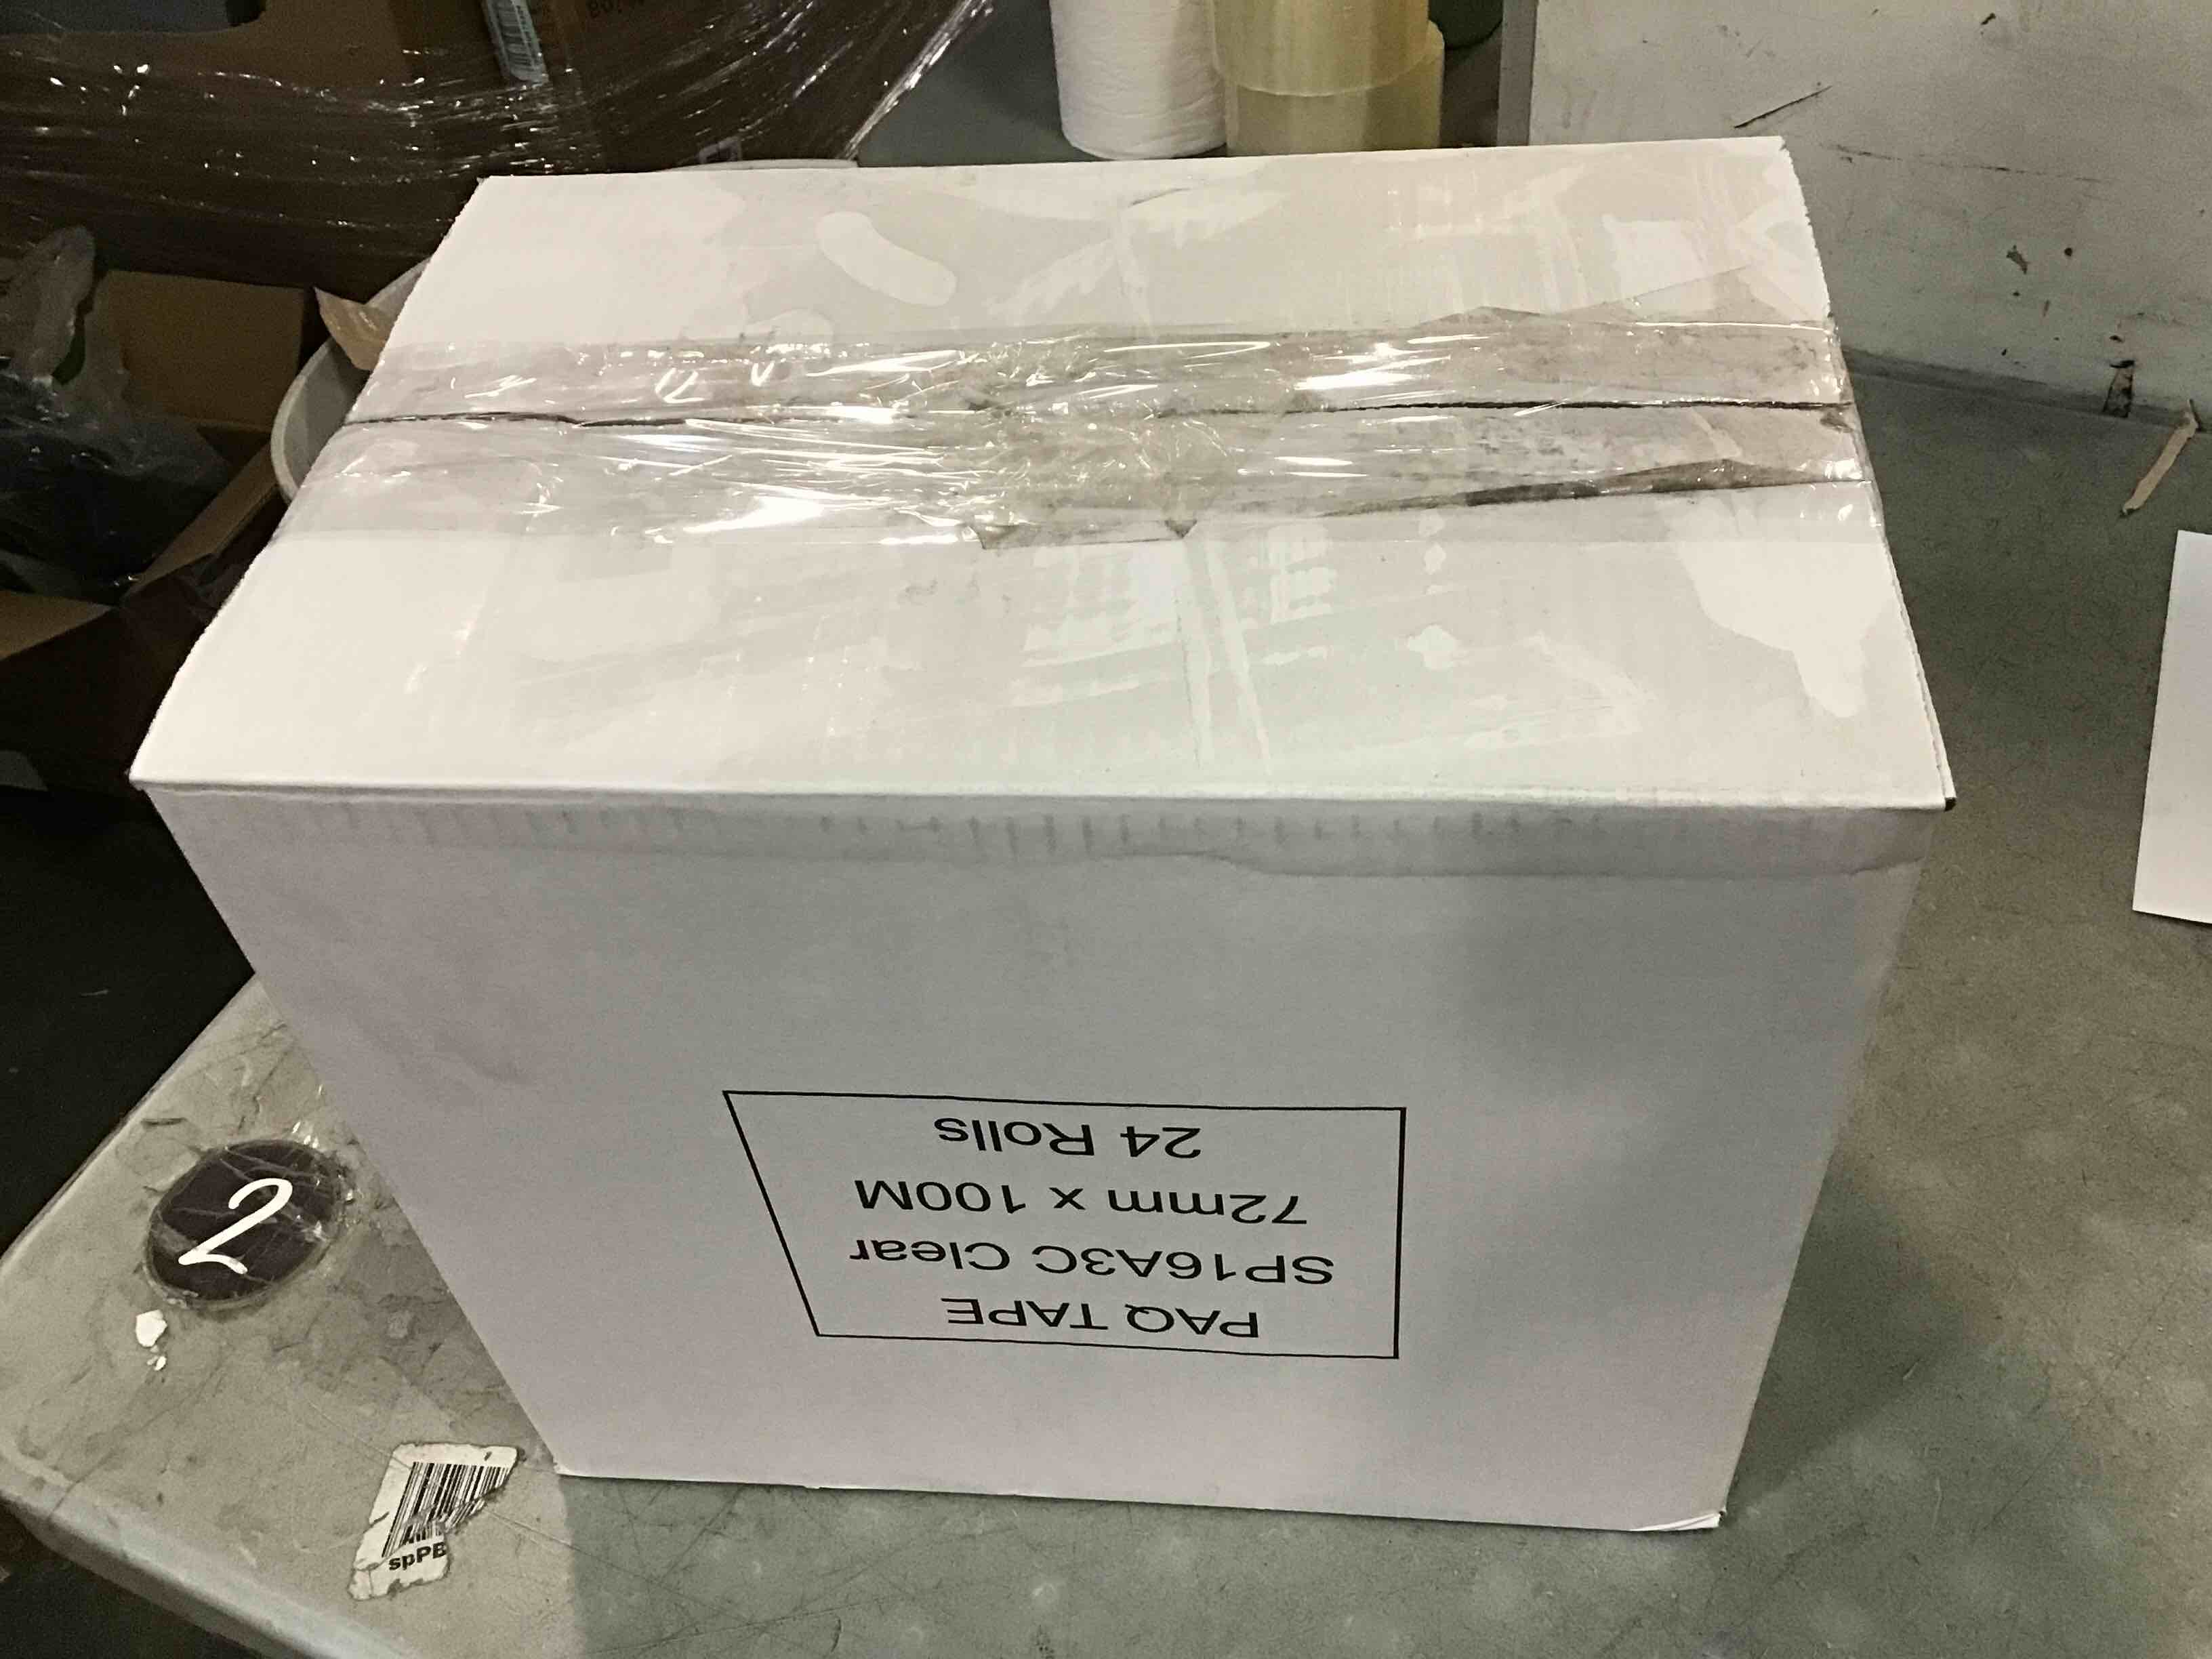 PAQ TAPE
SP16A3C Clear
72mm x 100M
24 Rolls
2
spPB